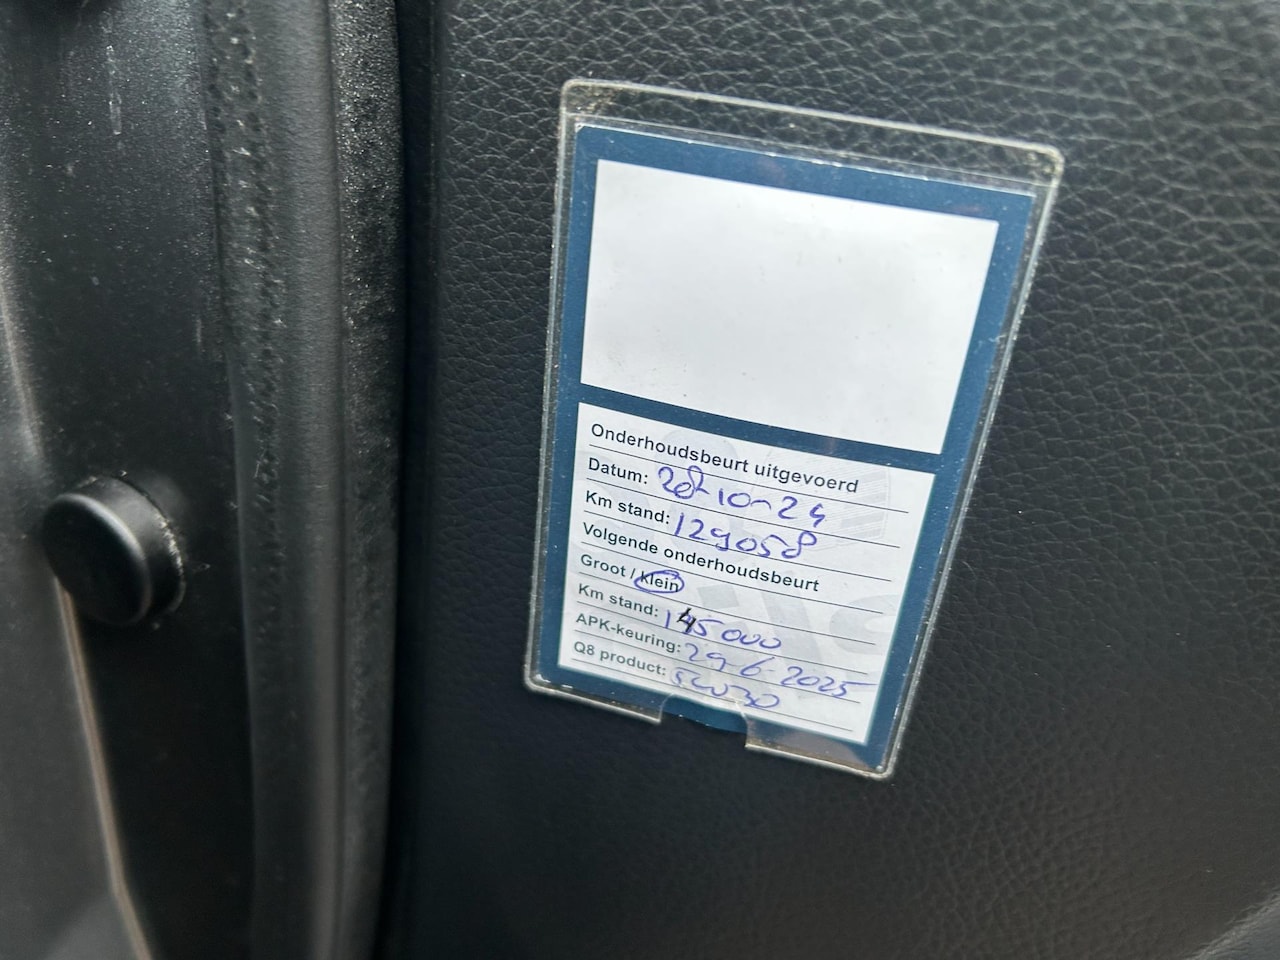 Onderhoudsbeurt uitgevoerd
Datum: 28-10-24
Km stand: 129058
Volgende onderhoudsbeurt
Groot / klein
Km stand: 145000
APK-keuring: 29-6-2025
Q8 product: 5W30